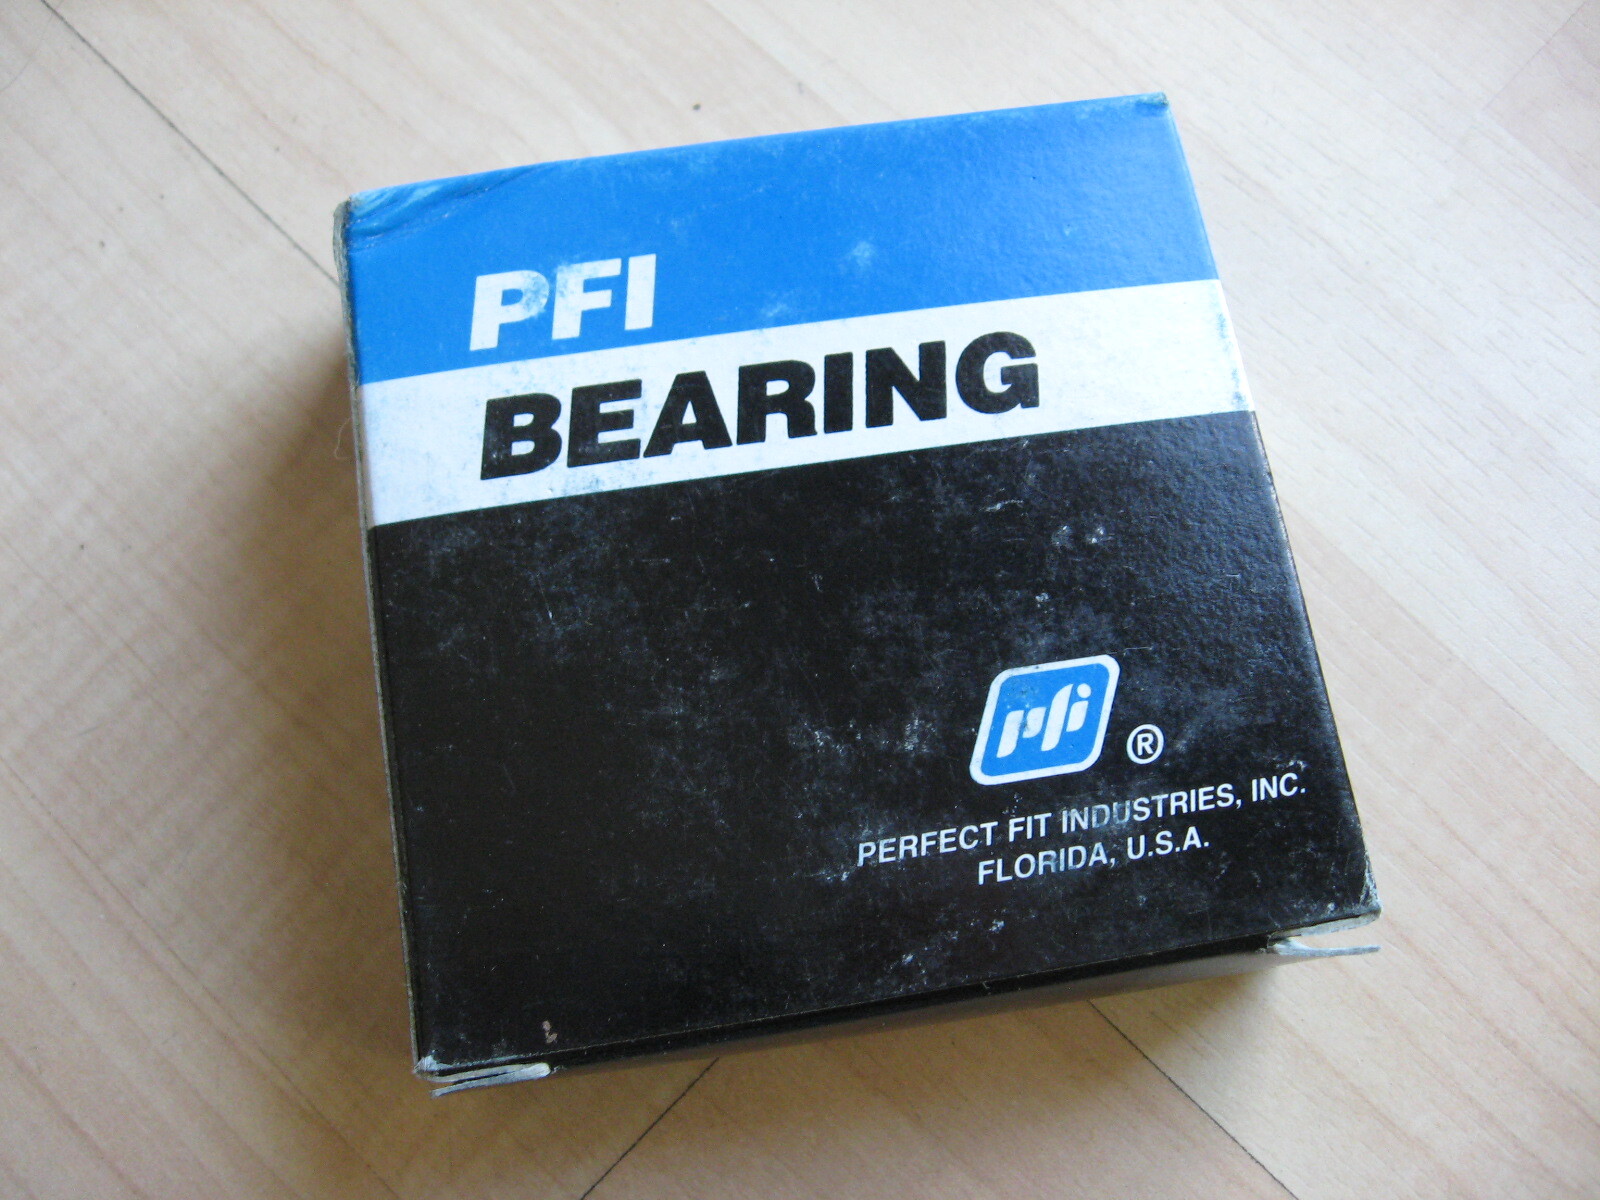 PFI
BEARING
pfi ®
PERFECT FIT INDUSTRIES, INC.
FLORIDA, U.S.A.